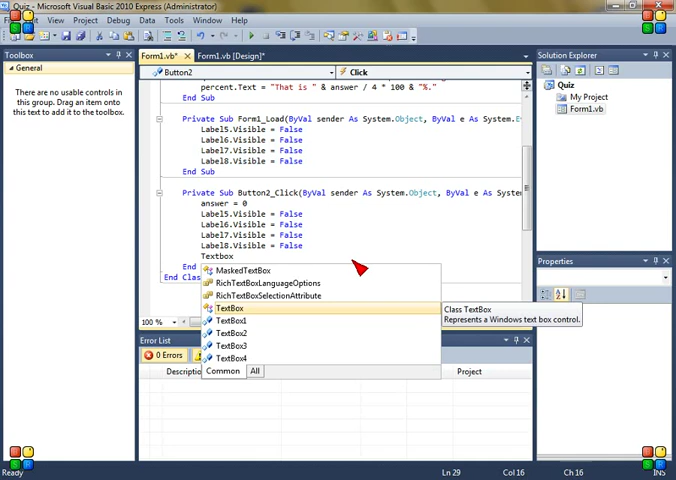 Quiz - Microsoft Visual Basic 2010 Express (Administrator)
View Project Debug Data Tools Window Help
Toolbox
General
There are no usable controls in
this group. Drag an item onto
this text to add it to the toolbox.
Form1.vb*
Form1.vb [Design]*
Button2
Click
percent.Text = "That is " & answer / 4 * 100 & "%."
End Sub
Private Sub Form1_Load(ByVal sender As System.Object, ByVal e As System.Ev
Label5.Visible = False
Label6.Visible = False
Label7.Visible = False
Label8.Visible = False
End Sub
Private Sub Button2_Click(ByVal sender As System.Object, ByVal e As System
answer = 0
Label5.Visible = False
Label6.Visible = False
Label7.Visible = False
Label8.Visible = False
Textbox
End
End Clas
MaskedTextBox
RichTextBoxLanguageOptions
RichTextBoxSelectionAttribute
TextBox
TextBox1
TextBox2
TextBox3
TextBox4
Common All
Class TextBox
Represents a Windows text box control.
100 %
Error List
0 Errors
Descriptio
Project
Solution Explorer
Quiz
My Project
Form1.vb
Properties
Ready
Ln 29 Col 16 Ch 16 INS